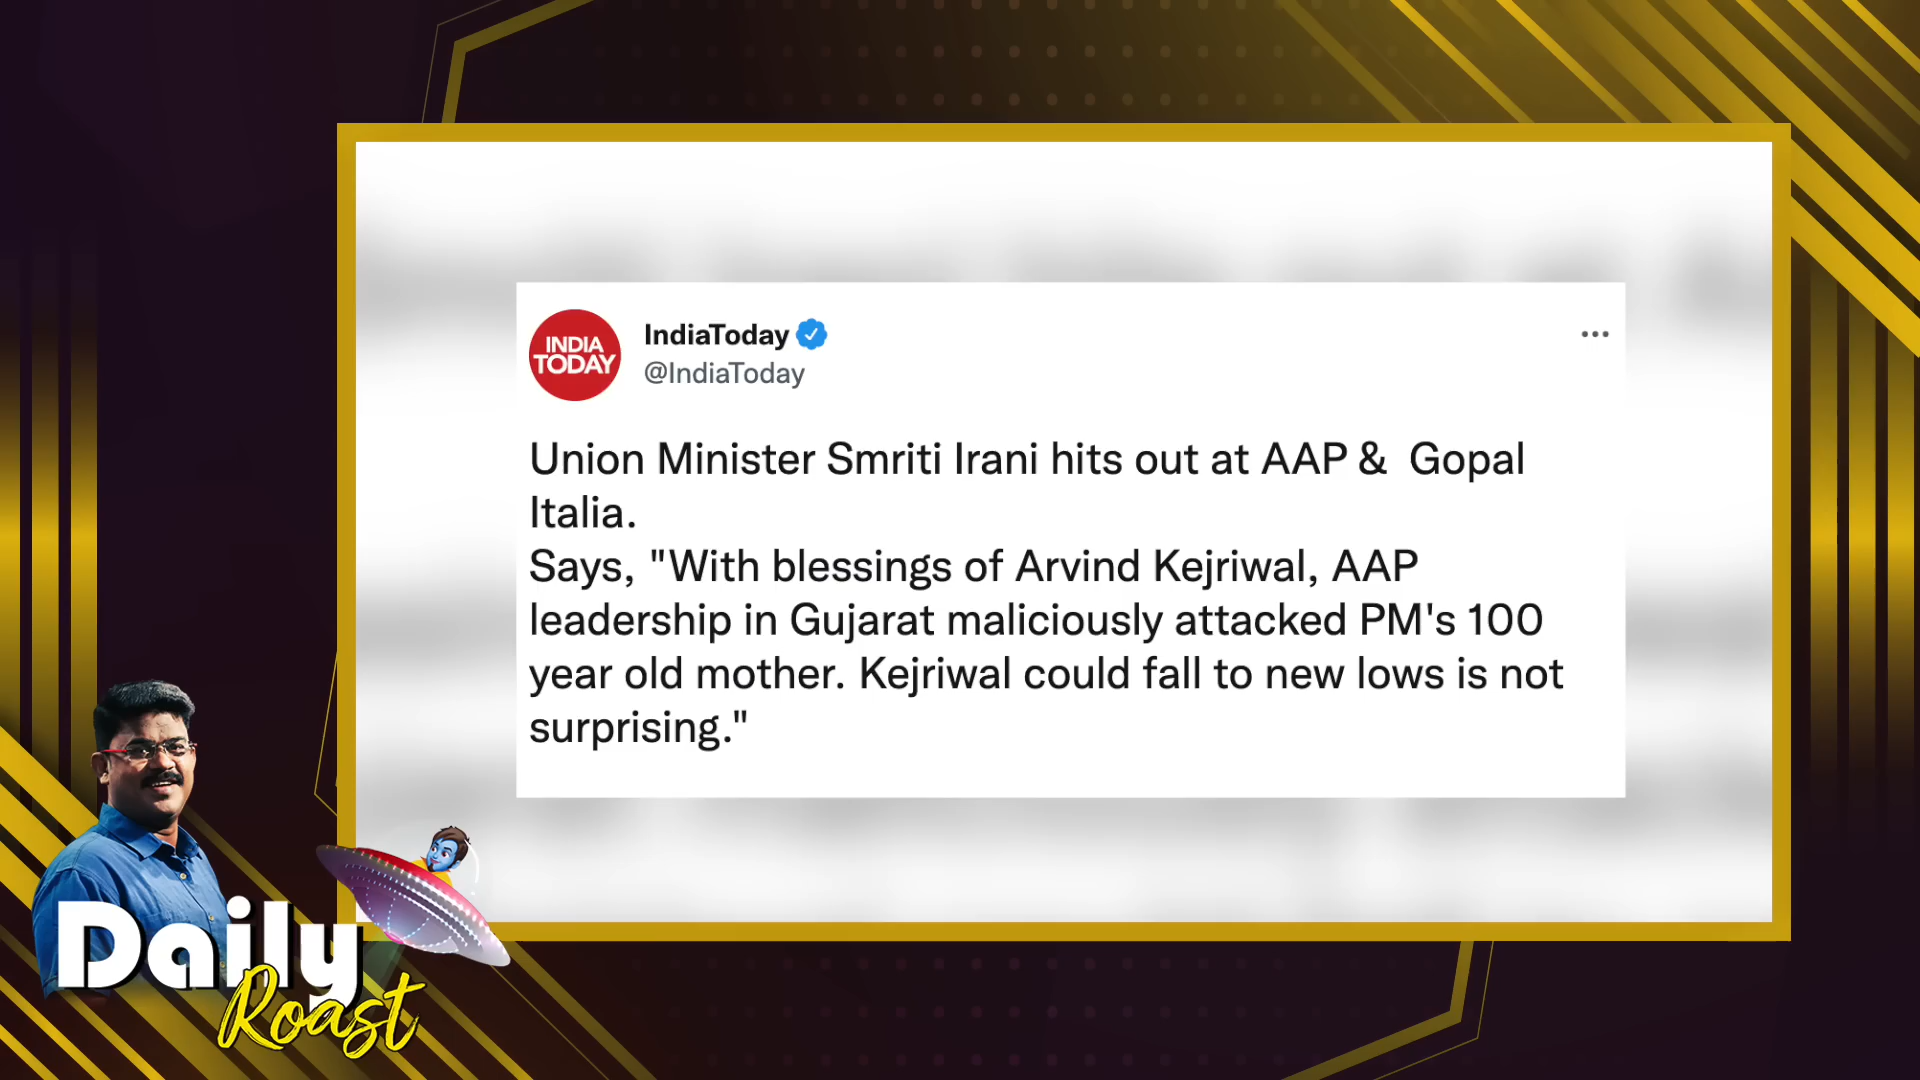 INDIA
TODAY
IndiaToday
@IndiaToday
Union Minister Smriti Irani hits out at AAP & Gopal
Italia.
Says, "With blessings of Arvind Kejriwal, AAP
leadership in Gujarat maliciously attacked PM's 100
year old mother. Kejriwal could fall to new lows is not
surprising."
Daily
Roast